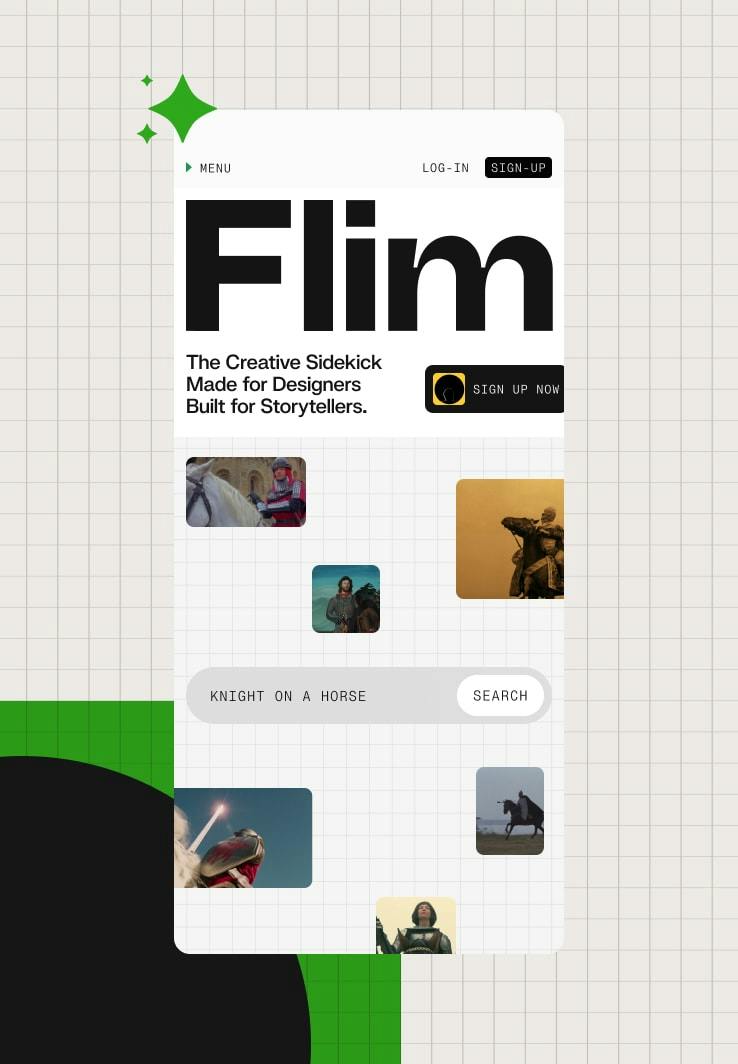 MENU
LOG-IN
SIGN-UP
Flim
The Creative Sidekick
Made for Designers
Built for Storytellers.
SIGN UP NOW
KNIGHT ON A HORSE
SEARCH